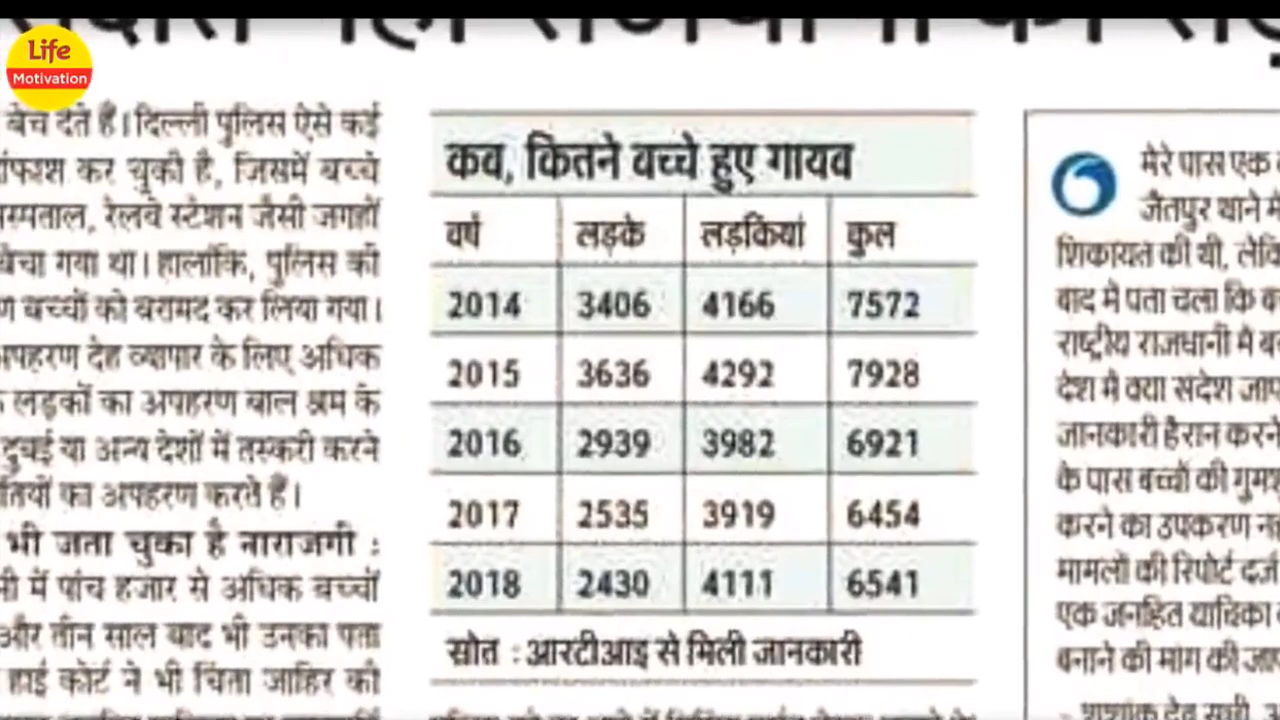 Life
Motivation
बेच देते हैं। दिल्ली पुलिस ऐसे कई
कर चुकी है, जिसमें बच्चे
रेलवे स्टेशन जैसी जगहों
बेचा गया था। हालांकि, पुलिस की
बच्चों को बरामद कर लिया गया।
अपहरण देह व्यापार के लिए अधिक
लड़कों का अपहरण बाल श्रम के
दुबई या अन्य देशों में तस्करी करने
का अपहरण करते हैं।
भी जता चुका है नाराजगी :
में पांच हजार से अधिक बच्चों
और तीन साल बाद भी उनका पता
हाई कोर्ट ने भी चिंता जाहिर की
कब, कितने बच्चे हुए गायब
वर्ष लड़के लड़कियां कुल
2014 3406 4166 7572
2015 3636 4292 7928
2016 2939 3982 6921
2017 2535 3919 6454
2018 2430 4111 6541
स्रोत : आरटीआइ से मिली जानकारी
मेरे पास एक
जैतपुर थाने में
शिकायत की थी, लेकि
बाद में पता चला कि
राष्ट्रीय राजधानी में
देश में क्या संदेश
जानकारी हैरान करने
के पास बच्चों की
करने का उपकरण
मामलों की रिपोर्ट दर्ज
एक जनहित याचिका
बनाने की मांग की